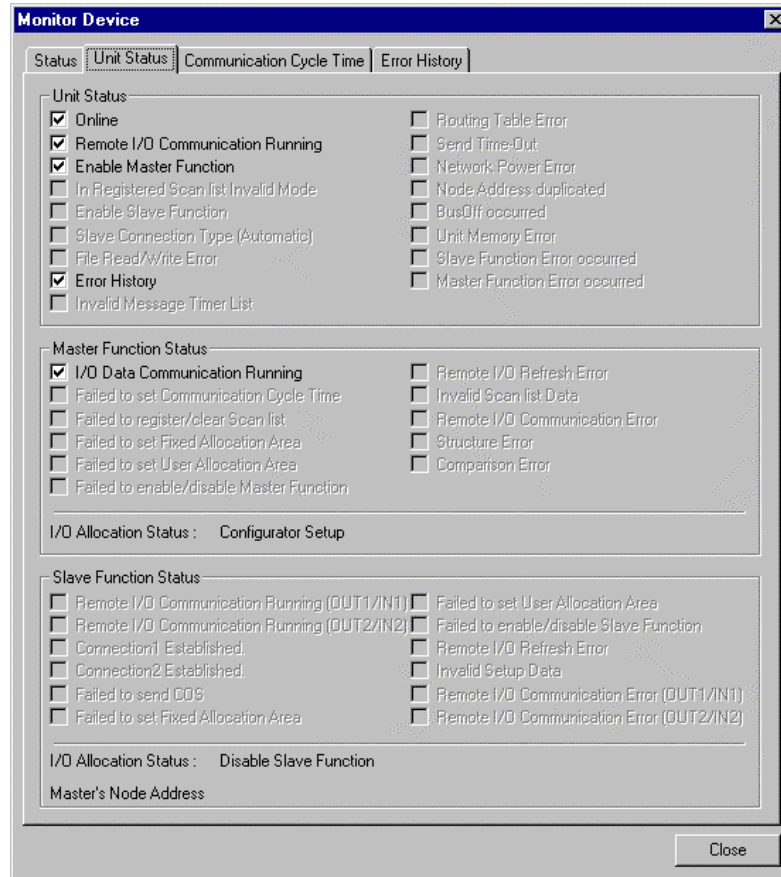 Monitor Device
Status
Unit Status
Communication Cycle Time
Error History
Unit Status
Online
Remote I/O Communication Running
Enable Master Function
In Registered Scan list Invalid Mode
Enable Slave Function
Slave Connection Type (Automatic)
File Read/Write Error
Error History
Invalid Message Timer List
Routing Table Error
Send Time-Out
Network Power Error
Node Address duplicated
BusOff occurred
Unit Memory Error
Slave Function Error occurred
Master Function Error occurred
Master Function Status
I/O Data Communication Running
Failed to set Communication Cycle Time
Failed to register/clear Scan list
Failed to set Fixed Allocation Area
Failed to set User Allocation Area
Failed to enable/disable Master Function
Remote I/O Refresh Error
Invalid Scan list Data
Remote I/O Communication Error
Structure Error
Comparison Error
I/O Allocation Status : Configurator Setup
Slave Function Status
Remote I/O Communication Running (OUT1/IN1)
Remote I/O Communication Running (OUT2/IN2)
Connection1 Established.
Connection2 Established.
Failed to send COS
Failed to set Fixed Allocation Area
Failed to set User Allocation Area
Failed to enable/disable Slave Function
Remote I/O Refresh Error
Invalid Setup Data
Remote I/O Communication Error (OUT1/IN1)
Remote I/O Communication Error (OUT2/IN2)
I/O Allocation Status : Disable Slave Function
Master's Node Address
Close